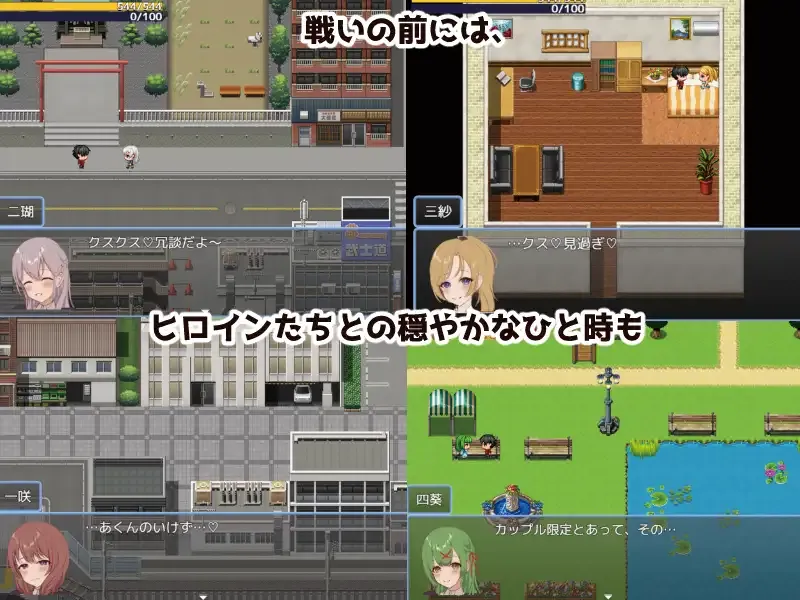 544/544
0/100
0/100
戦いの前には、
二瑚
クスクス♡冗談だよ～
武士道
三紗
…クス♡見過ぎ♡
ヒロインたちとの穏やかなひと時も
一咲
…あくんのいけず…♡
四葵
カップル限定とあって、その…